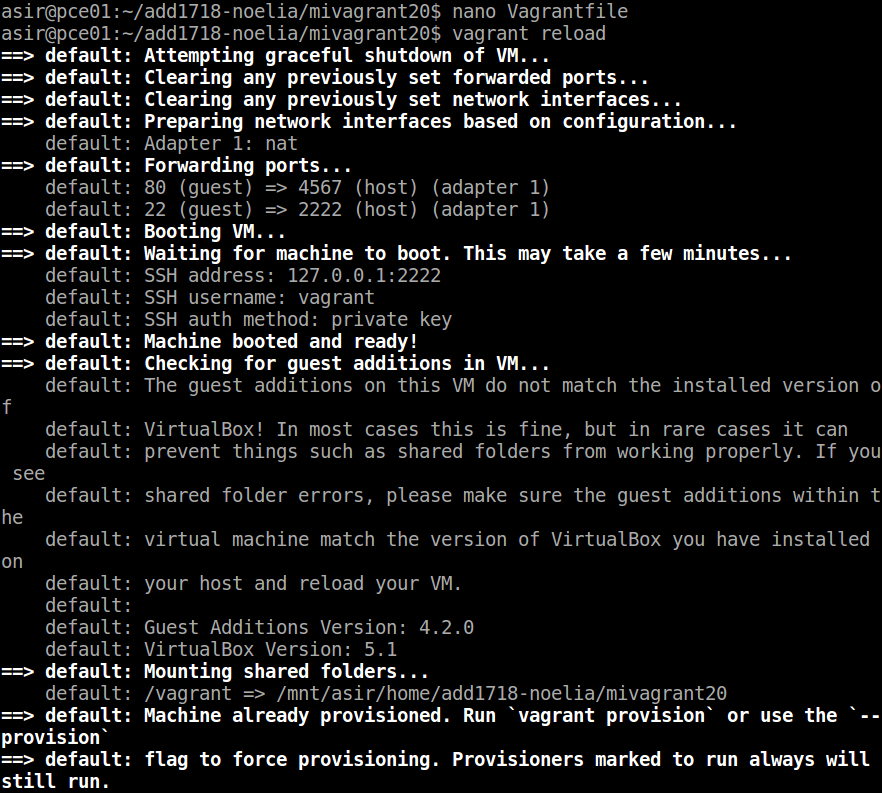 asir@pce01:~/add1718-noelia/mivagrant20$ nano Vagrantfile
asir@pce01:~/add1718-noelia/mivagrant20$ vagrant reload
==> default: Attempting graceful shutdown of VM...
==> default: Clearing any previously set forwarded ports...
==> default: Clearing any previously set network interfaces...
==> default: Preparing network interfaces based on configuration...
    default: Adapter 1: nat
==> default: Forwarding ports...
    default: 80 (guest) => 4567 (host) (adapter 1)
    default: 22 (guest) => 2222 (host) (adapter 1)
==> default: Booting VM...
==> default: Waiting for machine to boot. This may take a few minutes...
    default: SSH address: 127.0.0.1:2222
    default: SSH username: vagrant
    default: SSH auth method: private key
==> default: Machine booted and ready!
==> default: Checking for guest additions in VM...
    default: The guest additions on this VM do not match the installed version o
f
    default: VirtualBox! In most cases this is fine, but in rare cases it can
    default: prevent things such as shared folders from working properly. If you
 see
    default: shared folder errors, please make sure the guest additions within t
he
    default: virtual machine match the version of VirtualBox you have installed
on
    default: your host and reload your VM.
    default:
    default: Guest Additions Version: 4.2.0
    default: VirtualBox Version: 5.1
==> default: Mounting shared folders...
    default: /vagrant => /mnt/asir/home/add1718-noelia/mivagrant20
==> default: Machine already provisioned. Run `vagrant provision` or use the `--
provision`
==> default: flag to force provisioning. Provisioners marked to run always will
still run.